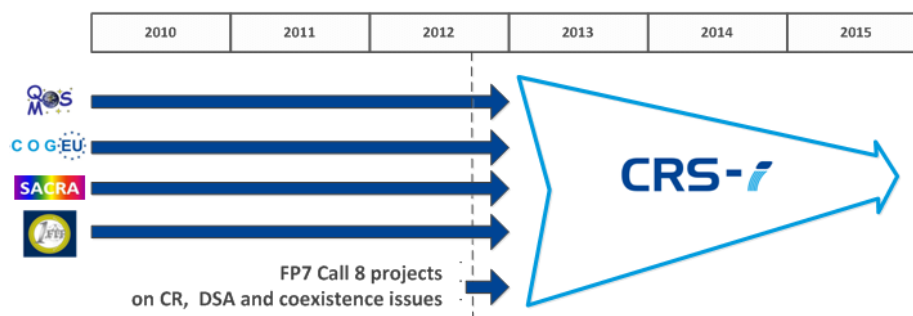 2010 2011 2012 2013 2014 2015
QoS
M
COGEU
SACRA
CRS-i
FP7 Call 8 projects
on CR, DSA and coexistence issues